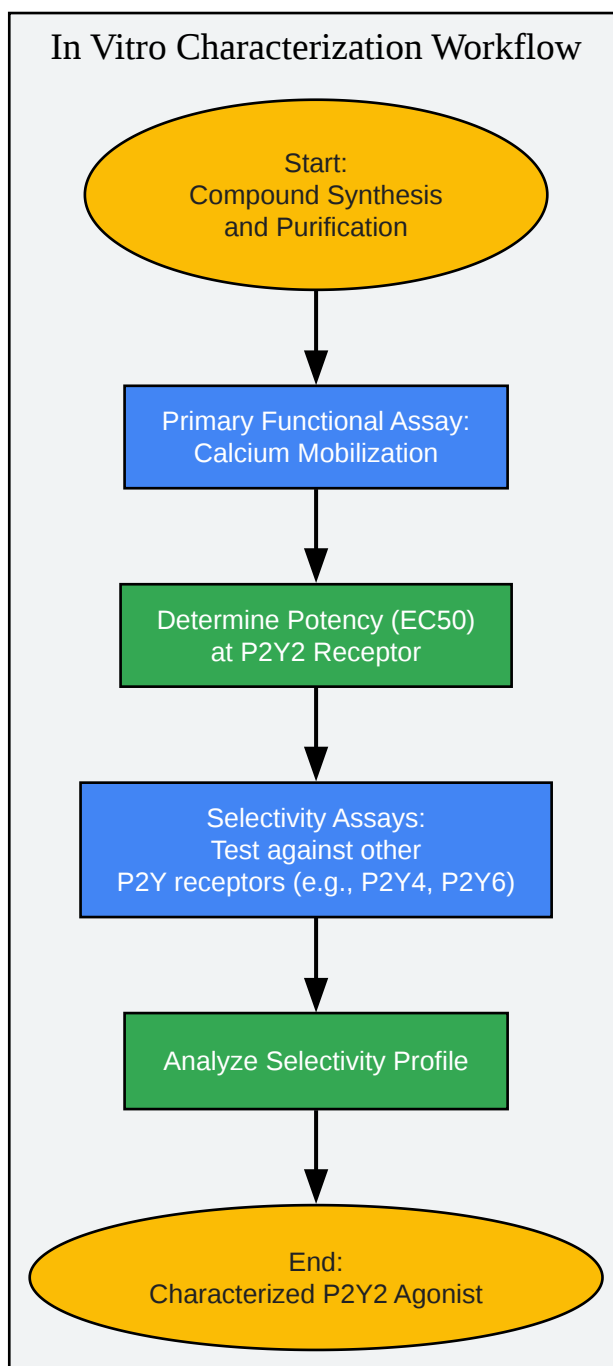 In Vitro Characterization Workflow
Start:
Compound Synthesis
and Purification
Primary Functional Assay:
Calcium Mobilization
Determine Potency (EC50)
at P2Y2 Receptor
Selectivity Assays:
Test against other
P2Y receptors (e.g., P2Y4, P2Y6)
Analyze Selectivity Profile
End:
Characterized P2Y2 Agonist